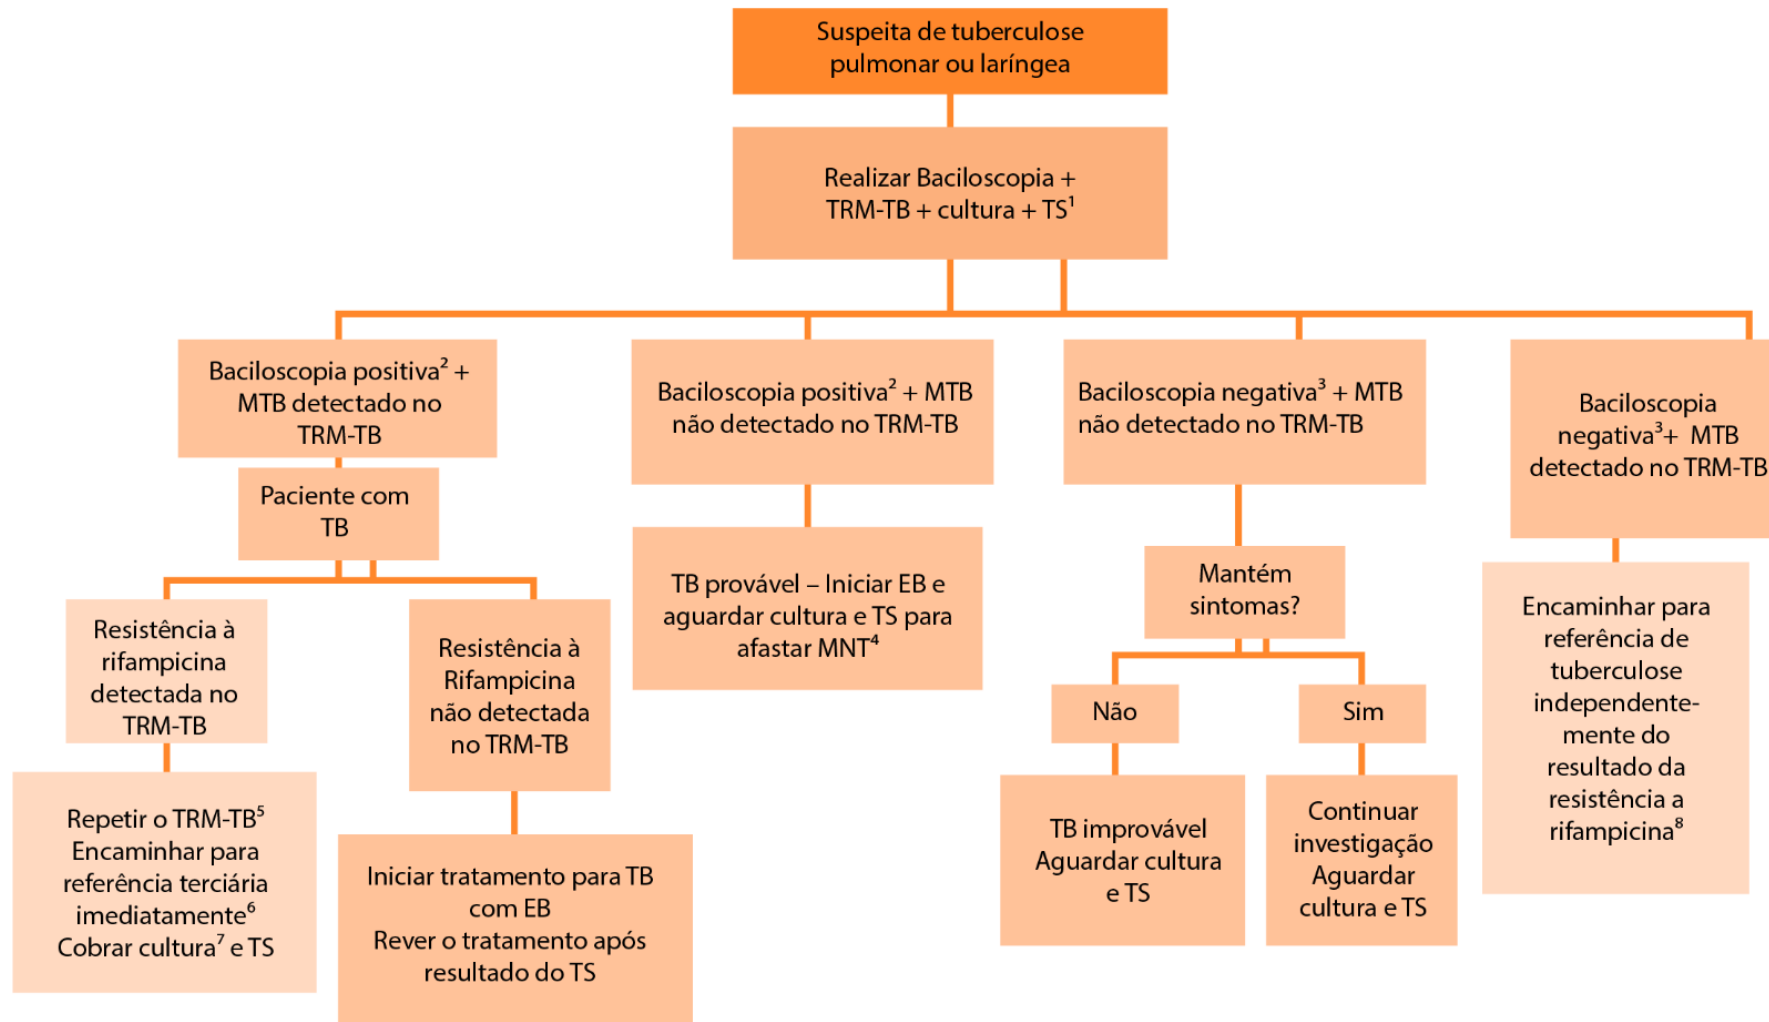 Suspeita de tuberculose
pulmonar ou laríngea
Realizar Baciloscopia +
TRM-TB + cultura + TS¹
Baciloscopia positiva² +
MTB detectado no
TRM-TB
Paciente com
TB
Resistência à
rifampicina
detectada no
TRM-TB
Repetir o TRM-TB⁵
Encaminhar para
referência terciária
imediatamente⁶
Cobrar cultura⁷ e TS
Resistência à
Rifampicina
não detectada
no TRM-TB
Iniciar tratamento para TB
com EB
Rever o tratamento após
resultado do TS
Baciloscopia positiva² + MTB
não detectado no TRM-TB
TB provável – Iniciar EB e
aguardar cultura e TS para
afastar MNT⁴
Baciloscopia negativa³ + MTB
não detectado no TRM-TB
Mantém
sintomas?
Não
TB improvável
Aguardar cultura
e TS
Sim
Continuar
investigação
Aguardar
cultura e TS
Baciloscopia
negativa³+ MTB
detectado no TRM-TB
Encaminhar para
referência de
tuberculose
independente-
mente do
resultado da
resistência a
rifampicina⁸